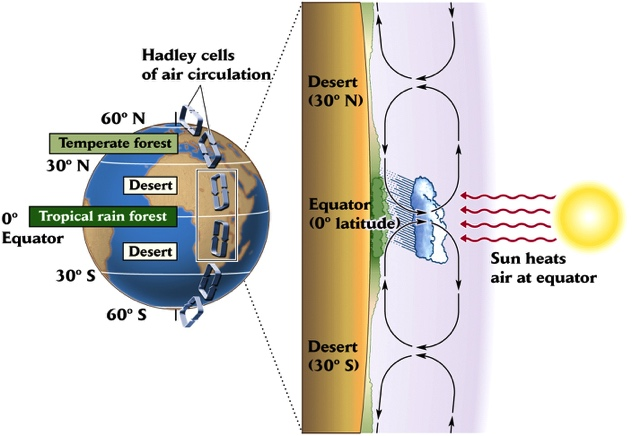 Hadley cells
of air circulation
60° N
Temperate forest
30° N
Desert
0°
Equator
Tropical rain forest
Desert
30° S
60° S
Desert
(30° N)
Equator
(0° latitude)
Sun heats
air at equator
Desert
(30° S)